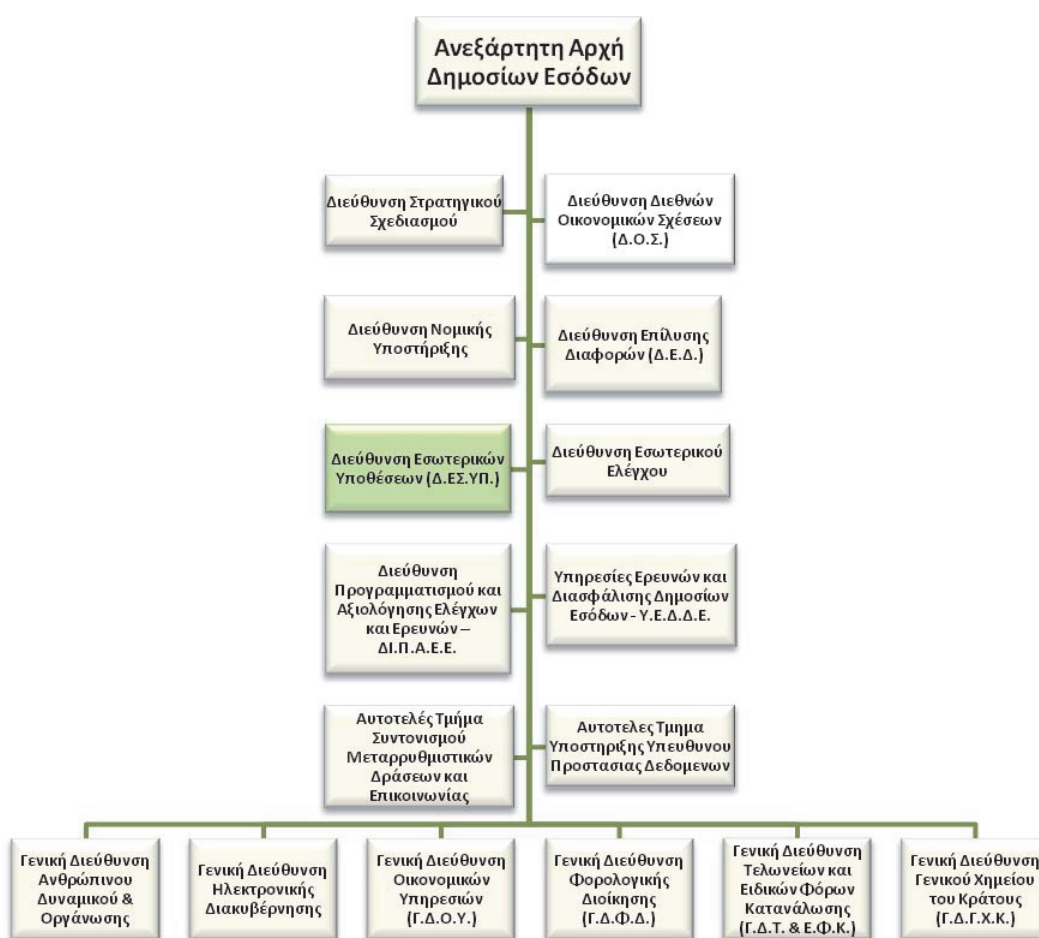 Ανεξάρτητη Αρχή
Δημοσίων Εσόδων
Διεύθυνση Στρατηγικού
Σχεδιασμού
Διεύθυνση Διεθνών
Οικονομικών Σχέσεων
(Δ.Ο.Σ.)
Διεύθυνση Νομικής
Υποστήριξης
Διεύθυνση Επίλυσης
Διαφορών (Δ.Ε.Δ.)
Διεύθυνση Εσωτερικών
Υποθέσεων (Δ.ΕΣ.ΥΠ.)
Διεύθυνση Εσωτερικού
Ελέγχου
Διεύθυνση
Προγραμματισμού και
Αξιολόγησης Ελέγχων
και Ερευνών –
ΔΙ.Π.Α.Ε.Ε.
Υπηρεσίες Ερευνών και
Διασφάλισης Δημοσίων
Εσόδων - Υ.Ε.Δ.Δ.Ε.
Αυτοτελές Τμήμα
Συντονισμού
Μεταρρυθμιστικών
Δράσεων και
Επικοινωνίας
Αυτοτελες Τμημα
Υποστηριξης Υπευθυνου
Προστασιας Δεδομενων
Γενική Διεύθυνση
Ανθρώπινου
Δυναμικού &
Οργάνωσης
Γενική Διεύθυνση
Ηλεκτρονικής
Διακυβέρνησης
Γενική Διεύθυνση
Οικονομικών
Υπηρεσιών
(Γ.Δ.Ο.Υ.)
Γενική Διεύθυνση
Φορολογικής
Διοίκησης
(Γ.Δ.Φ.Δ.)
Γενική Διεύθυνση
Τελωνείων και
Ειδικών Φόρων
Κατανάλωσης
(Γ.Δ.Τ. & Ε.Φ.Κ.)
Γενική Διεύθυνση
Γενικού Χημείου
του Κράτους
(Γ.Δ.Γ.Χ.Κ.)